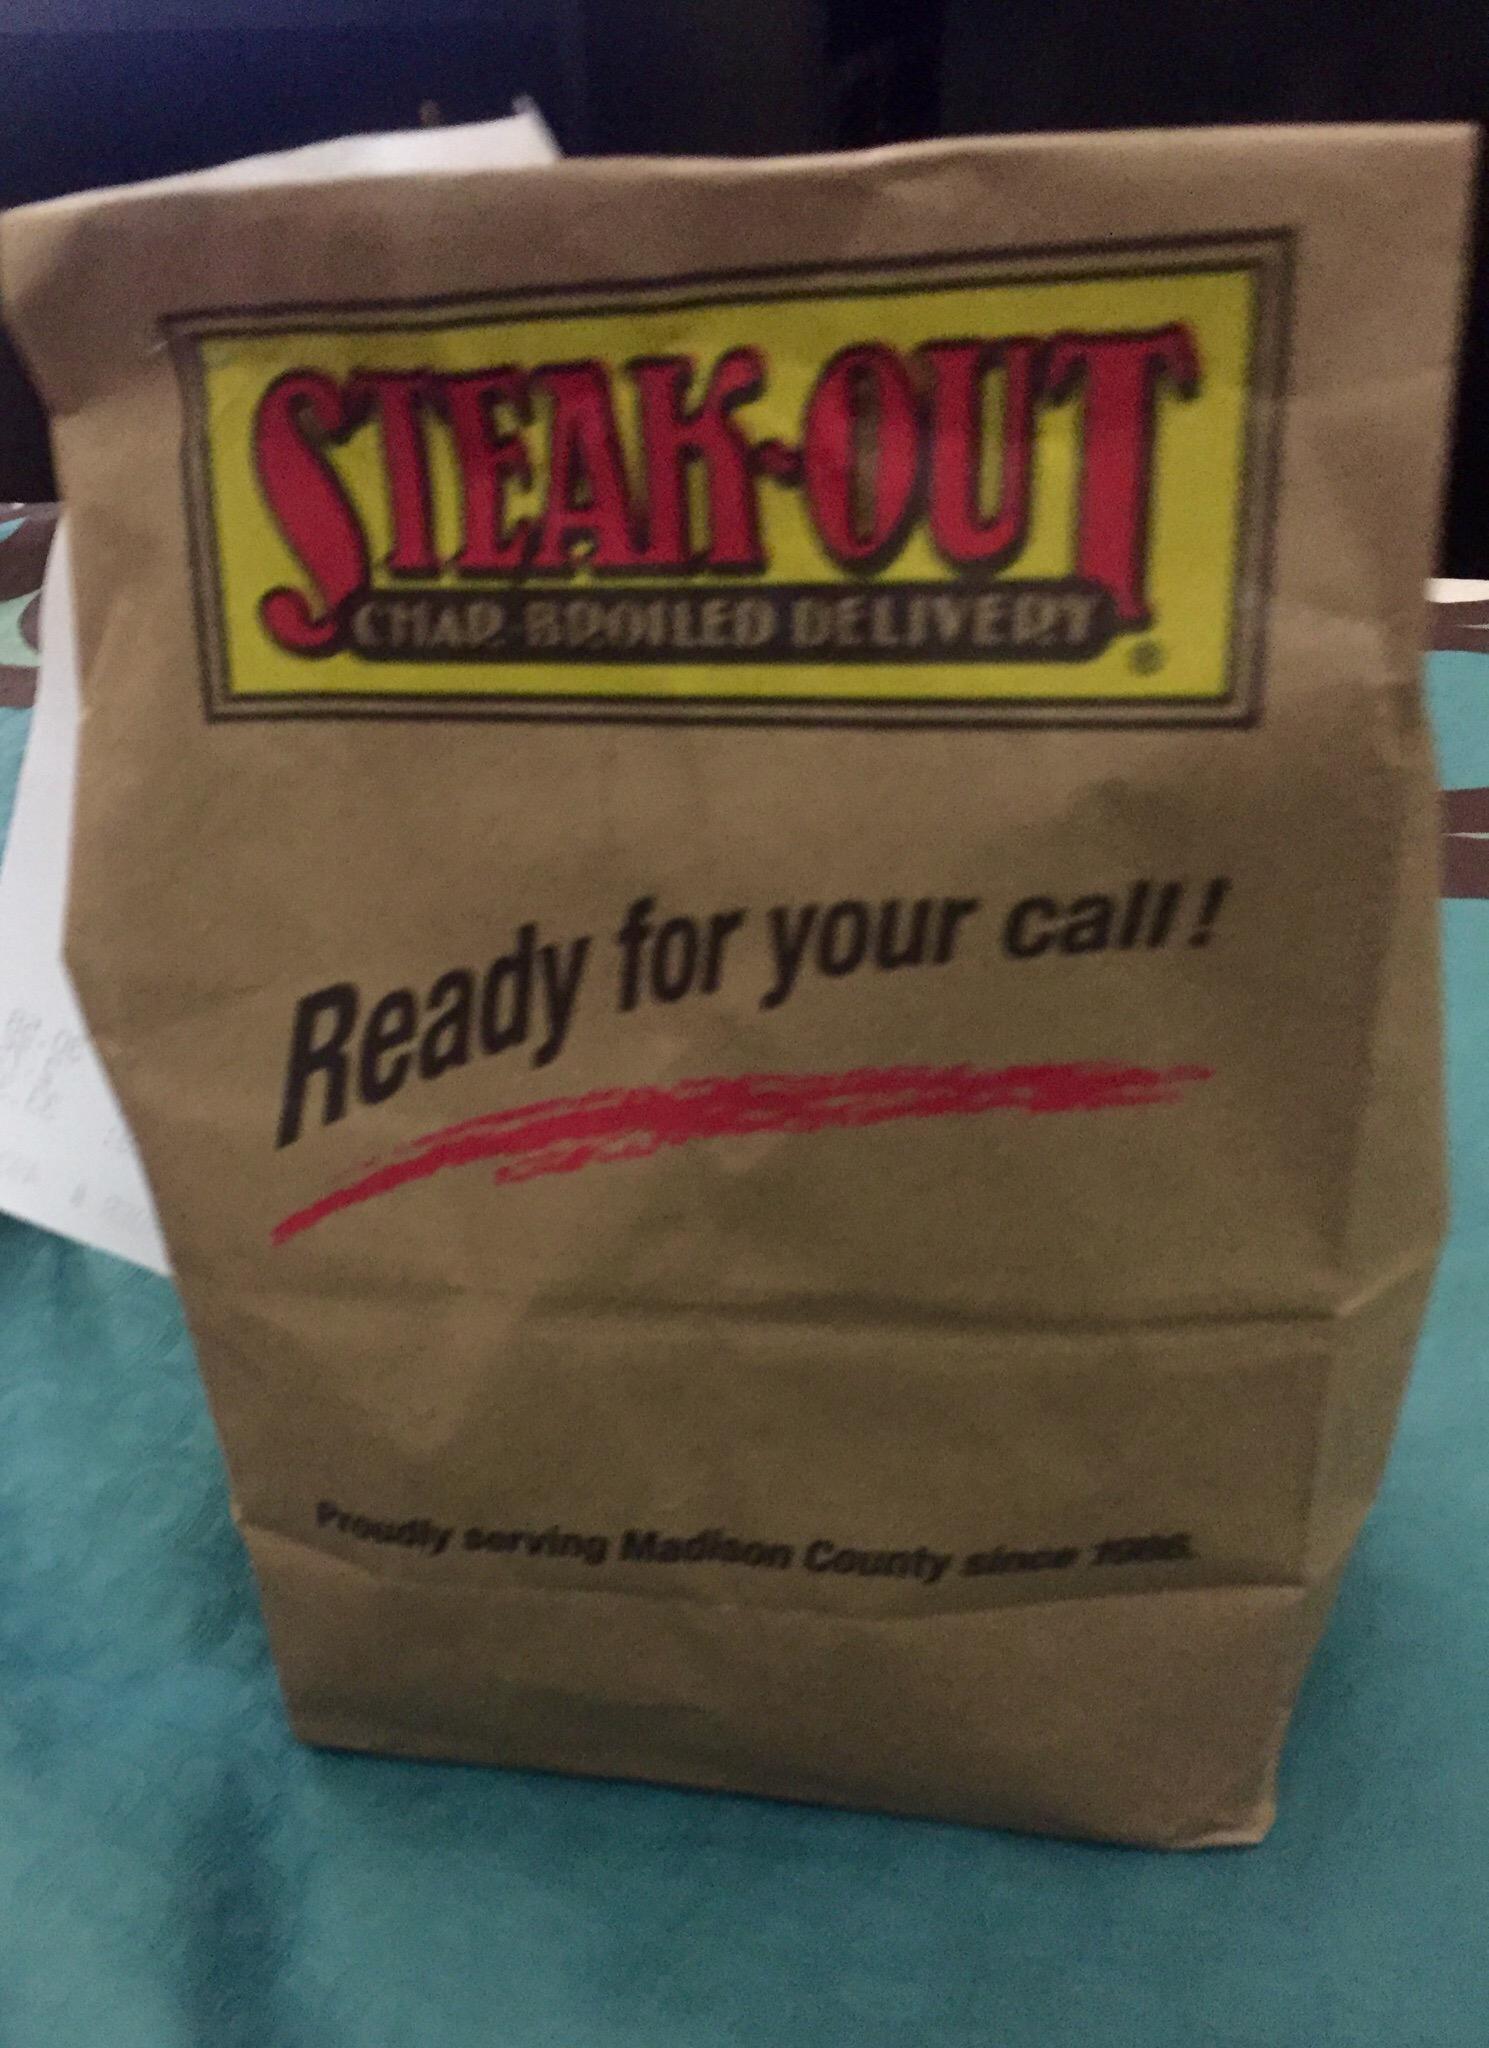 STEAK-OUT
CHAR-BROILED DELIVERY
®
Ready for your call!
Proudly serving Madison County since